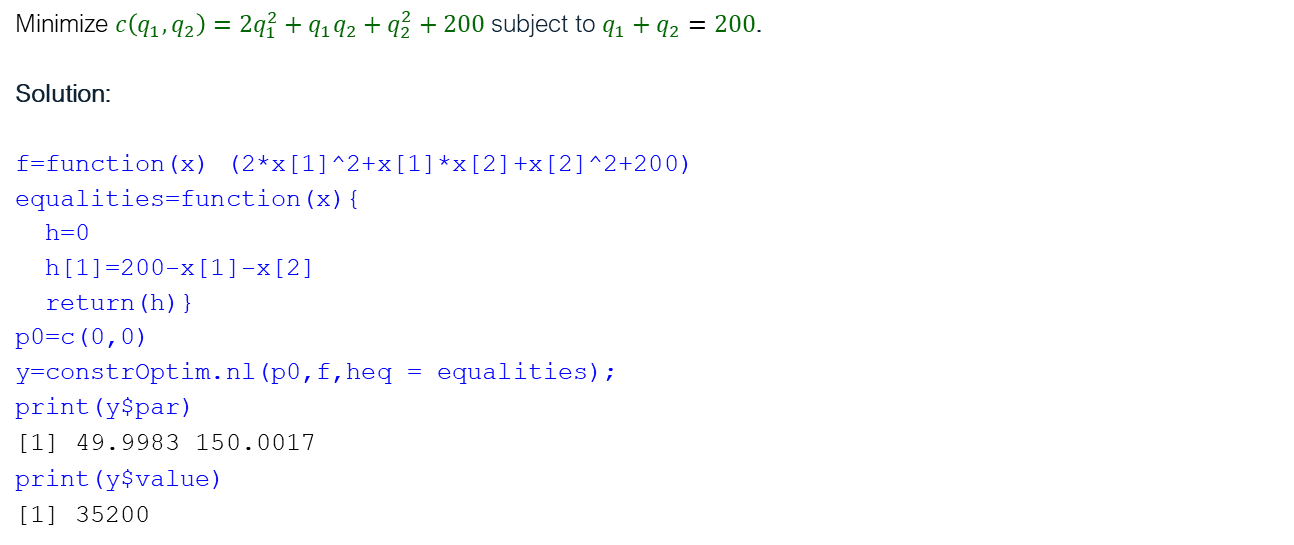 Minimize c(q₁, q₂) = 2q₁² + q₁q₂ + q₂² + 200 subject to q₁ + q₂ = 200.
Solution:
f=function(x) (2*x[1]^2+x[1]*x[2]+x[2]^2+200)
equalities=function(x){
  h=0
  h[1]=200-x[1]-x[2]
  return(h)}
p0=c(0,0)
y=constrOptim.nl(p0,f,heq = equalities);
print(y$par)
[1] 49.9983 150.0017
print(y$value)
[1] 35200